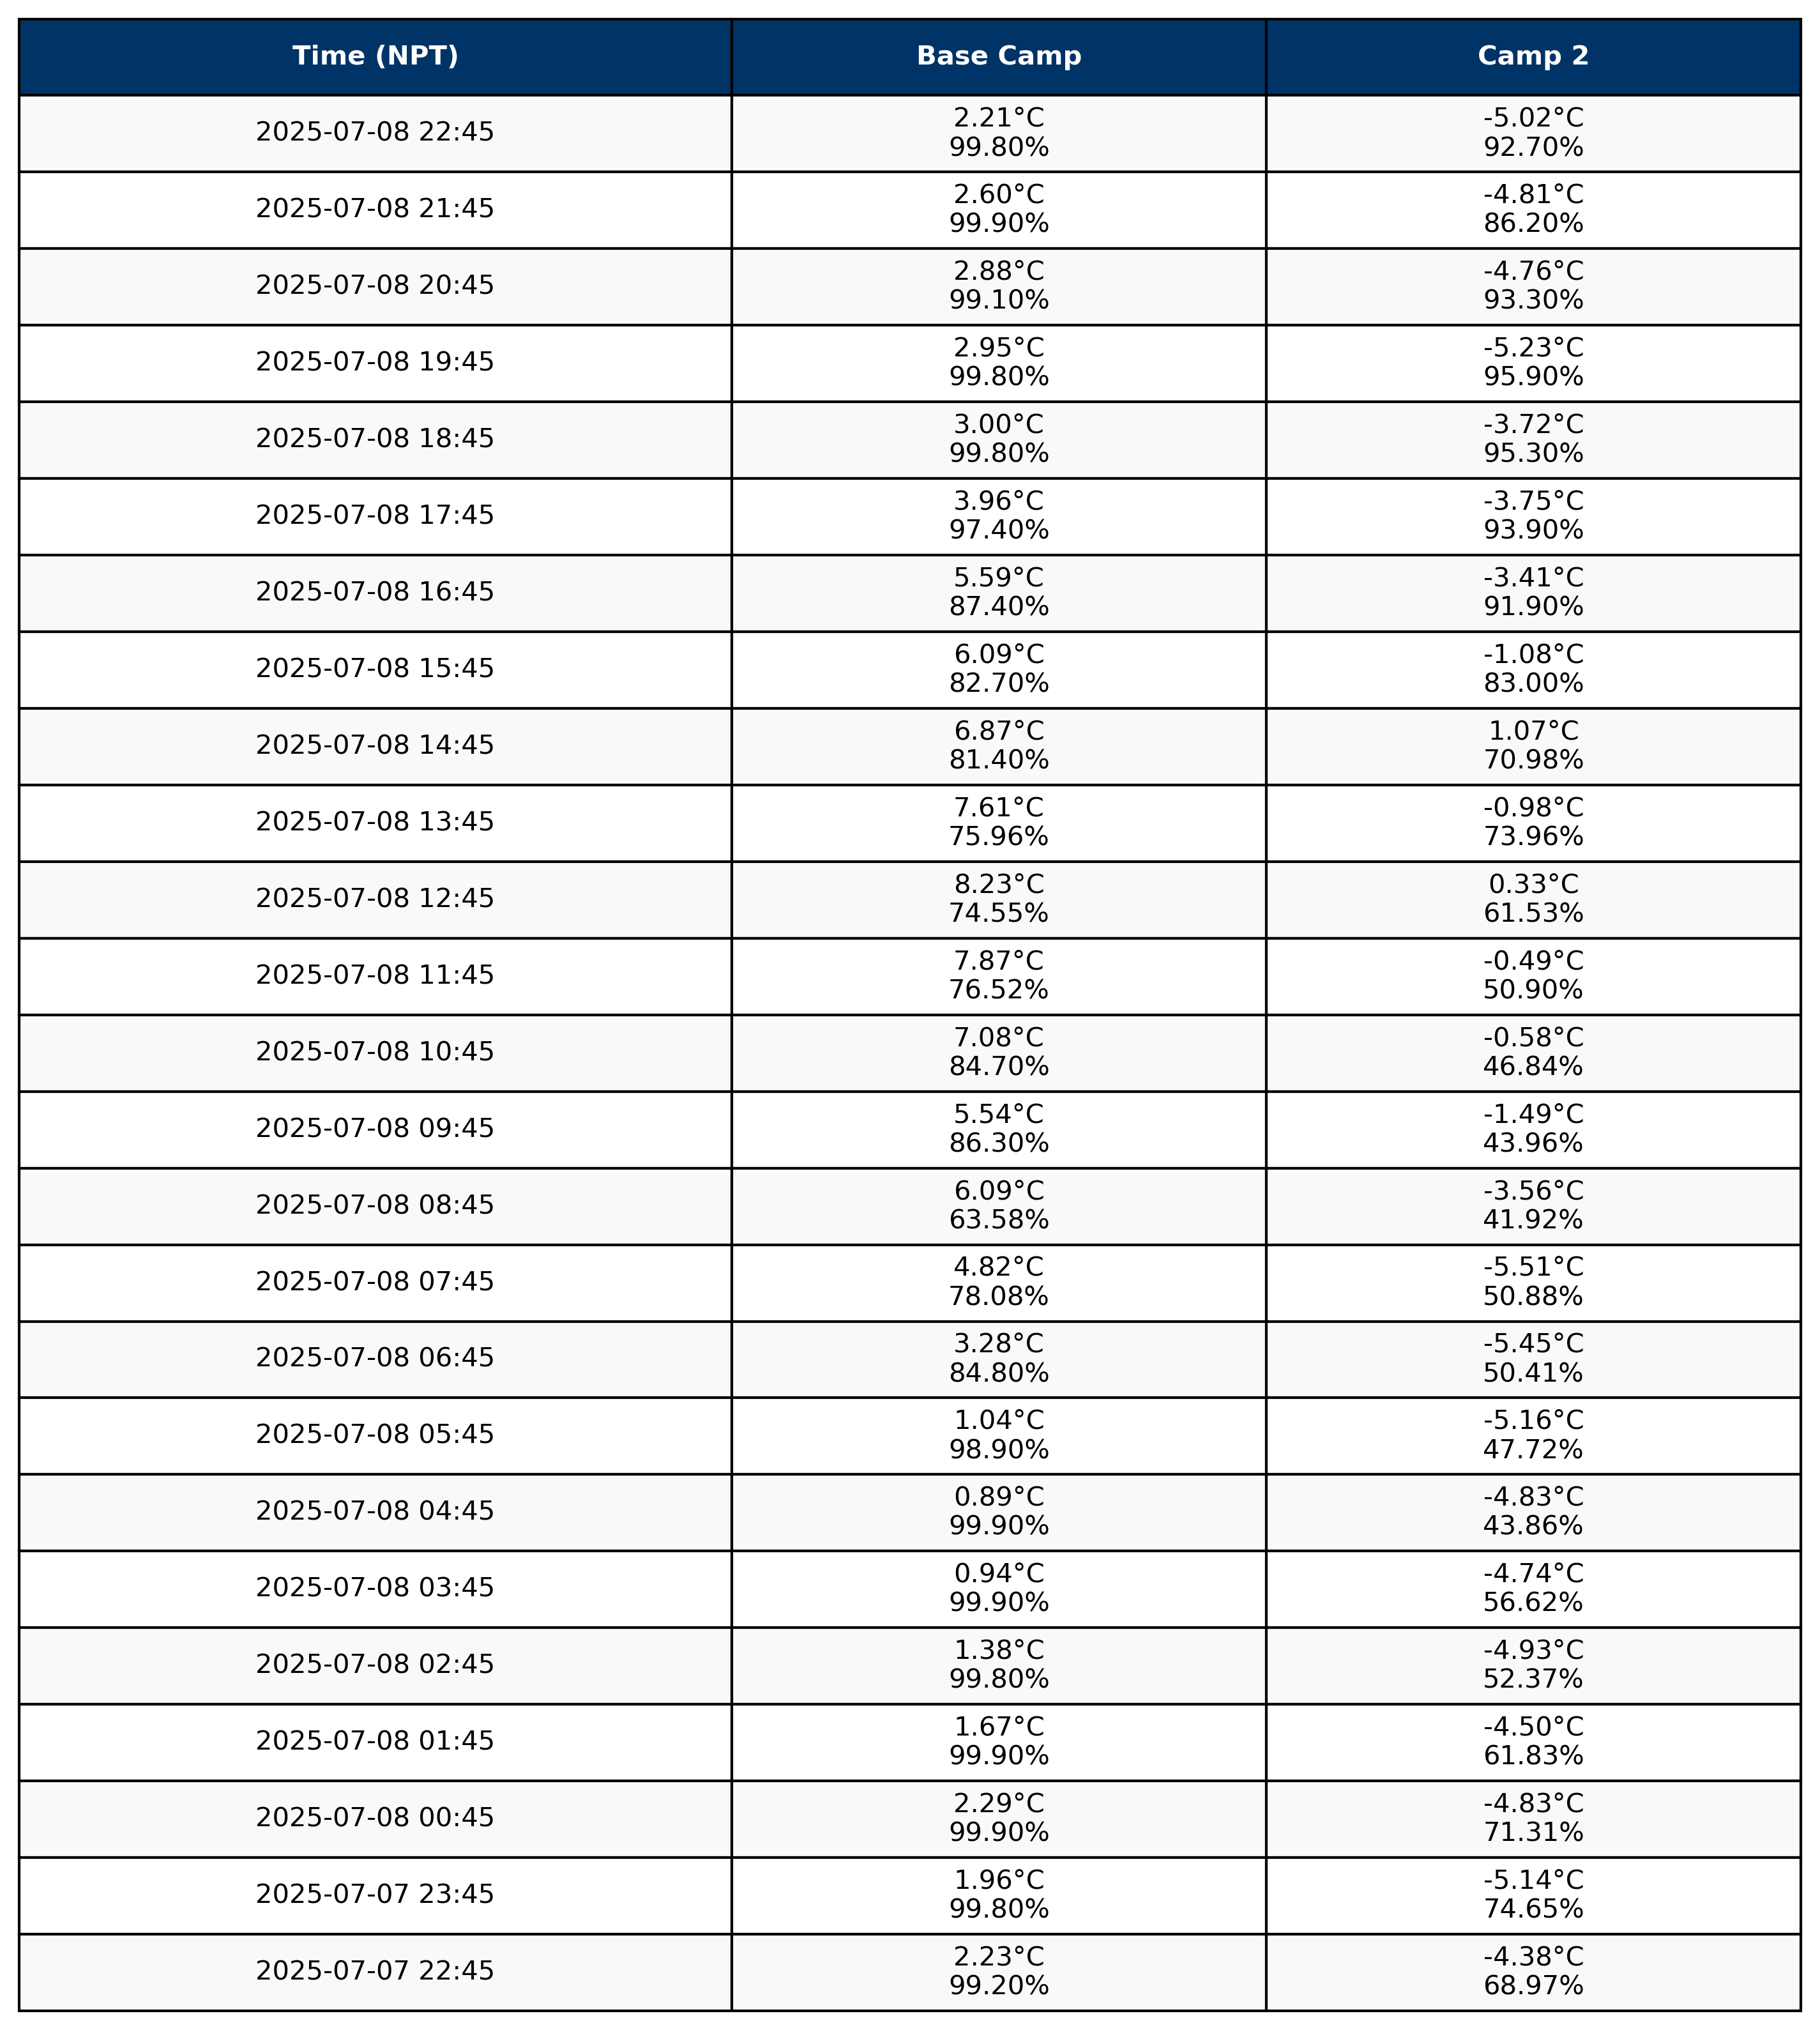 Time (NPT) Base Camp Camp 2
2025-07-08 22:45 2.21°C -5.02°C
99.80% 92.70%
2025-07-08 21:45 2.60°C -4.81°C
99.90% 86.20%
2025-07-08 20:45 2.88°C -4.76°C
99.10% 93.30%
2025-07-08 19:45 2.95°C -5.23°C
99.80% 95.90%
2025-07-08 18:45 3.00°C -3.72°C
99.80% 95.30%
2025-07-08 17:45 3.96°C -3.75°C
97.40% 93.90%
2025-07-08 16:45 5.59°C -3.41°C
87.40% 91.90%
2025-07-08 15:45 6.09°C -1.08°C
82.70% 83.00%
2025-07-08 14:45 6.87°C 1.07°C
81.40% 70.98%
2025-07-08 13:45 7.61°C -0.98°C
75.96% 73.96%
2025-07-08 12:45 8.23°C 0.33°C
74.55% 61.53%
2025-07-08 11:45 7.87°C -0.49°C
76.52% 50.90%
2025-07-08 10:45 7.08°C -0.58°C
84.70% 46.84%
2025-07-08 09:45 5.54°C -1.49°C
86.30% 43.96%
2025-07-08 08:45 6.09°C -3.56°C
63.58% 41.92%
2025-07-08 07:45 4.82°C -5.51°C
78.08% 50.88%
2025-07-08 06:45 3.28°C -5.45°C
84.80% 50.41%
2025-07-08 05:45 1.04°C -5.16°C
98.90% 47.72%
2025-07-08 04:45 0.89°C -4.83°C
99.90% 43.86%
2025-07-08 03:45 0.94°C -4.74°C
99.90% 56.62%
2025-07-08 02:45 1.38°C -4.93°C
99.80% 52.37%
2025-07-08 01:45 1.67°C -4.50°C
99.90% 61.83%
2025-07-08 00:45 2.29°C -4.83°C
99.90% 71.31%
2025-07-07 23:45 1.96°C -5.14°C
99.80% 74.65%
2025-07-07 22:45 2.23°C -4.38°C
99.20% 68.97%